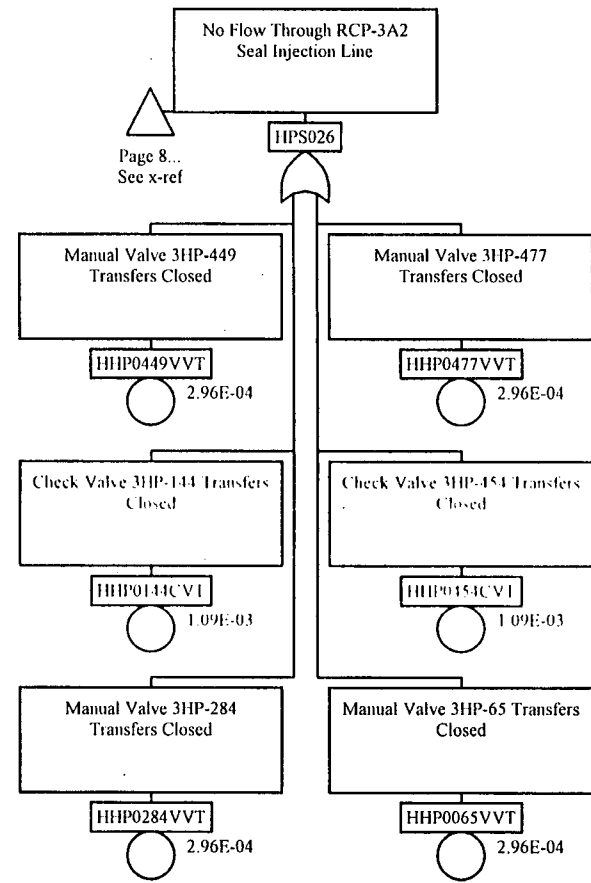 No Flow Through RCP-3A2
Seal Injection Line
Page 8...
See x-ref
HPS026
Manual Valve 3HP-449
Transfers Closed
HHP0449VVT
2.96E-04
Manual Valve 3HP-477
Transfers Closed
HHP0477VVT
2.96E-04
Check Valve 3HP-144 Transfers
Closed
HHP0144CVT
1.09E-03
Check Valve 3HP-454 Transfers
Closed
HHP0454CVT
1.09E-03
Manual Valve 3HP-284
Transfers Closed
HHP0284VVT
2.96E-04
Manual Valve 3HP-65 Transfers
Closed
HHP0065VVT
2.96E-04